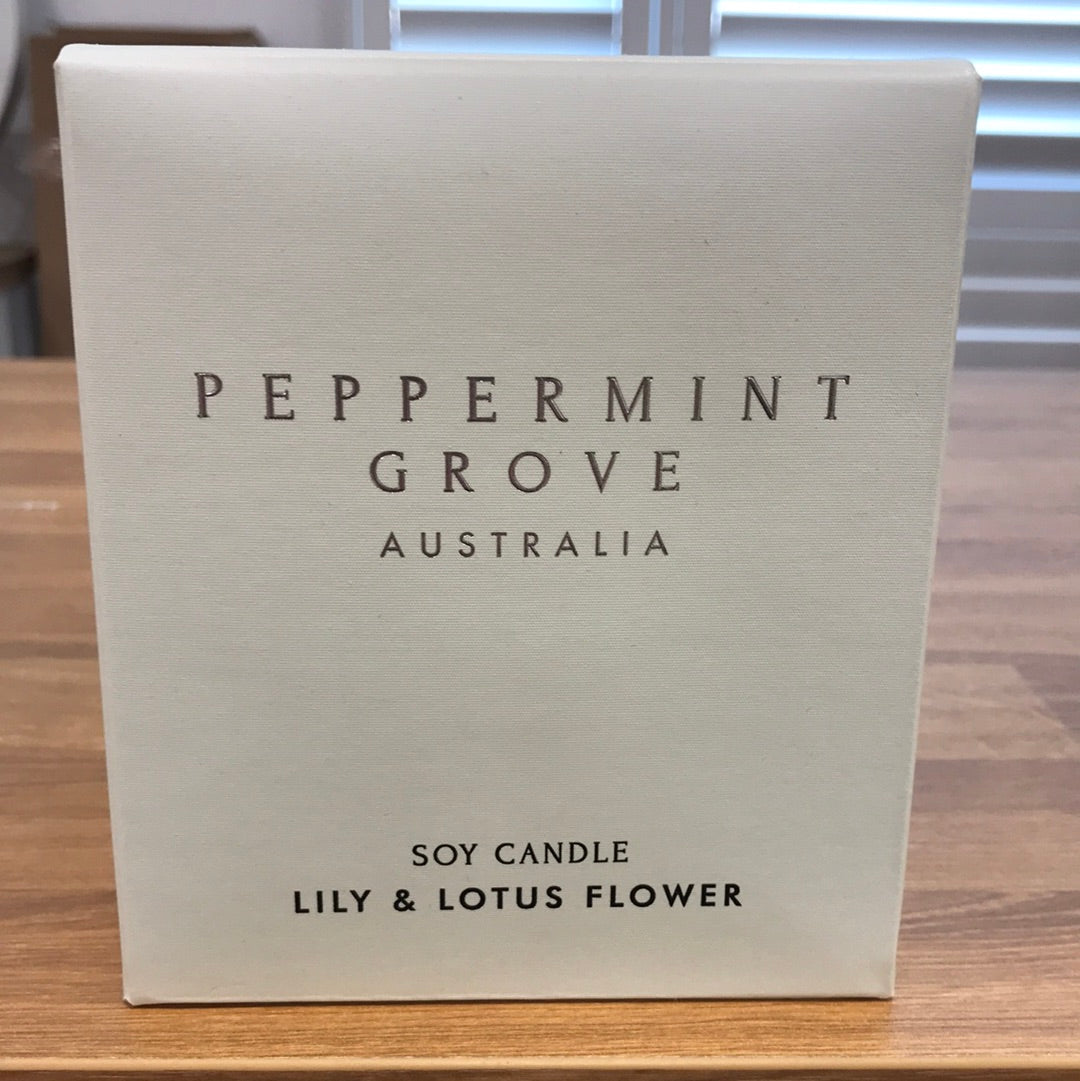 PEPPERMINT
GROVE
AUSTRALIA
SOY CANDLE
LILY & LOTUS FLOWER